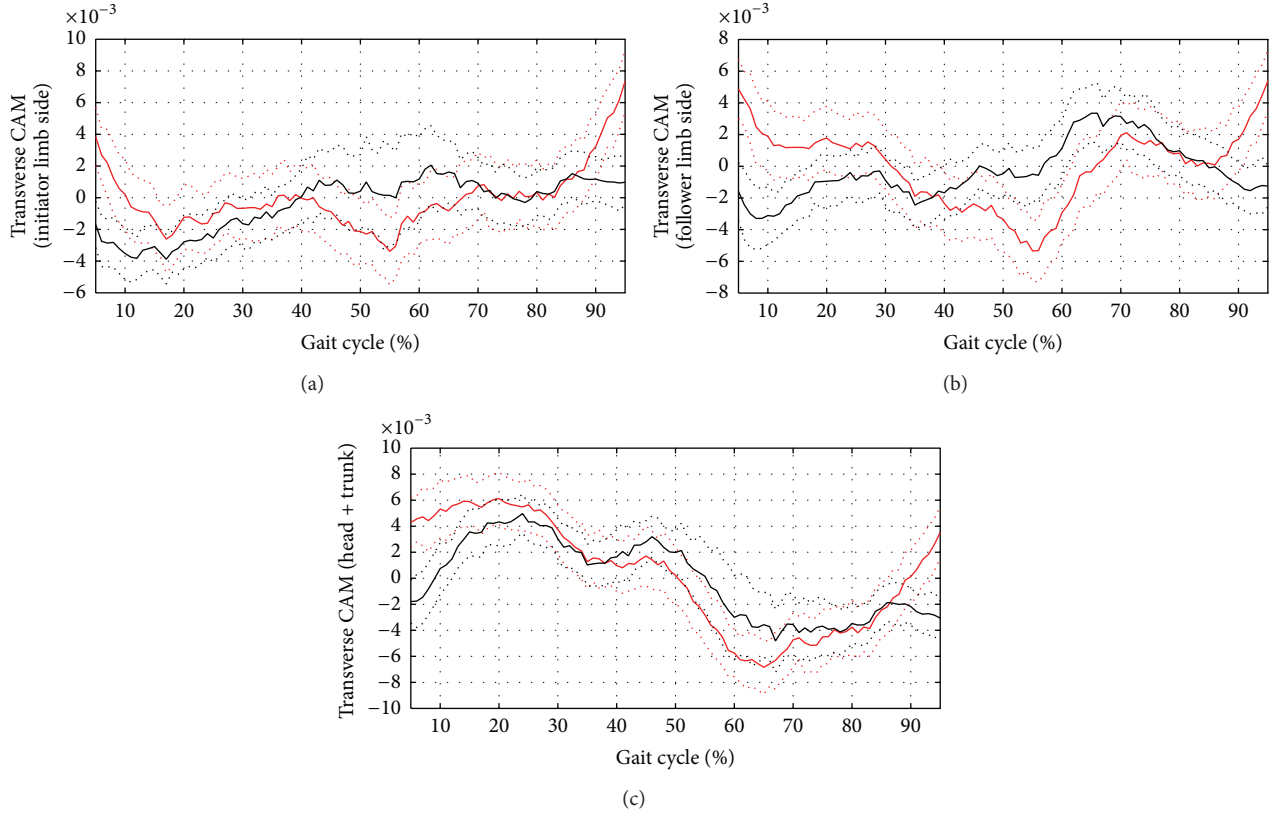 ×10−3
10
8
6
4
2
0
−2
−4
−6
Transverse CAM
(initiator limb side)
10 20 30 40 50 60 70 80 90
Gait cycle (%)
(a)
×10−3
8
6
4
2
0
−2
−4
−6
−8
Transverse CAM
(follower limb side)
10 20 30 40 50 60 70 80 90
Gait cycle (%)
(b)
×10−3
10
8
6
4
2
0
−2
−4
−6
−8
−10
Transverse CAM (head + trunk)
10 20 30 40 50 60 70 80 90
Gait cycle (%)
(c)